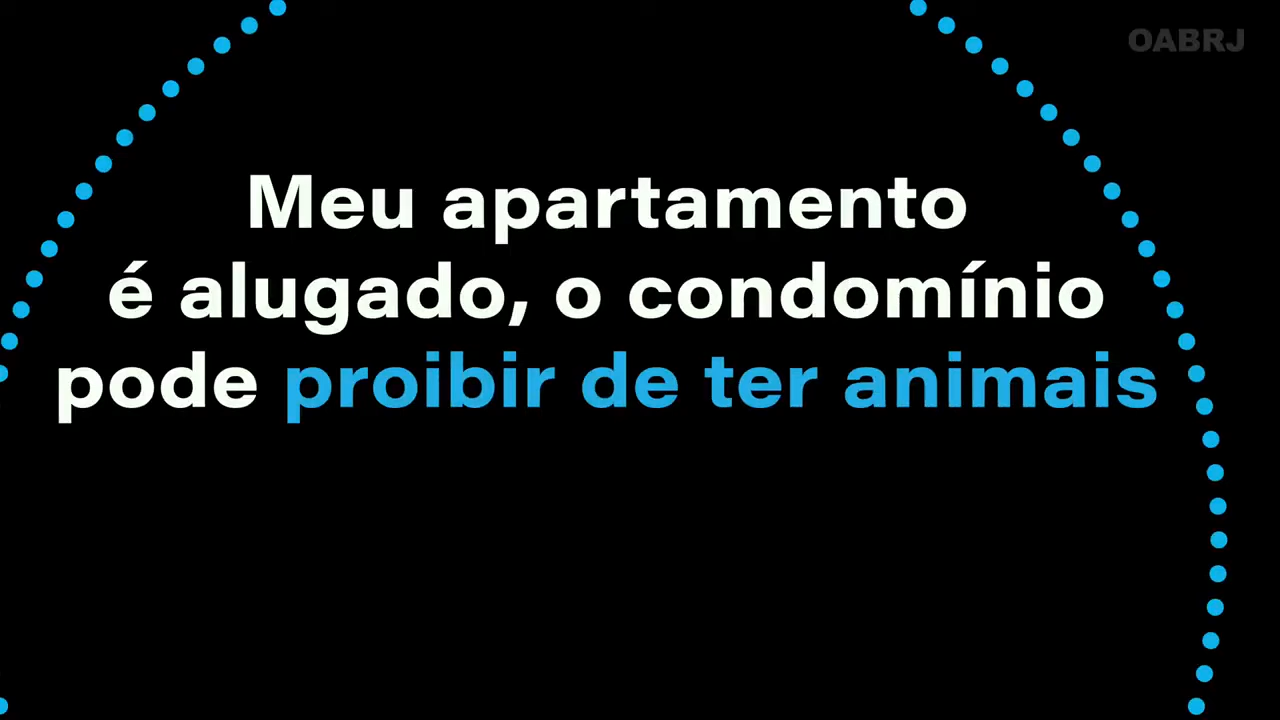 OABRJ
Meu apartamento
é alugado, o condomínio
pode proibir de ter animais